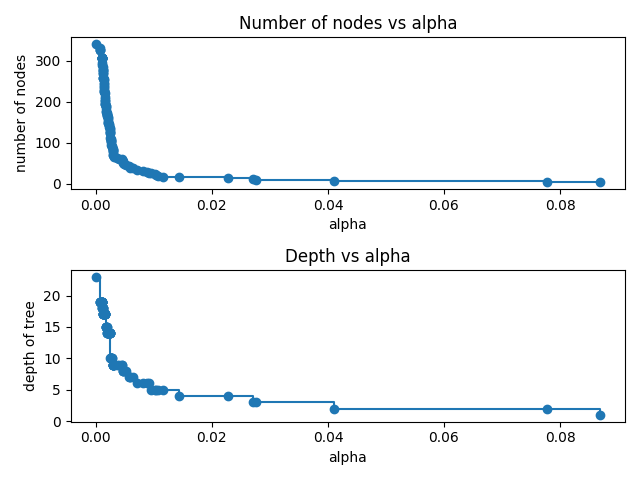 Number of nodes vs alpha
number of nodes
300
200
100
0
0.00 0.02 0.04 0.06 0.08
alpha
Depth vs alpha
depth of tree
20
15
10
5
0
0.00 0.02 0.04 0.06 0.08
alpha